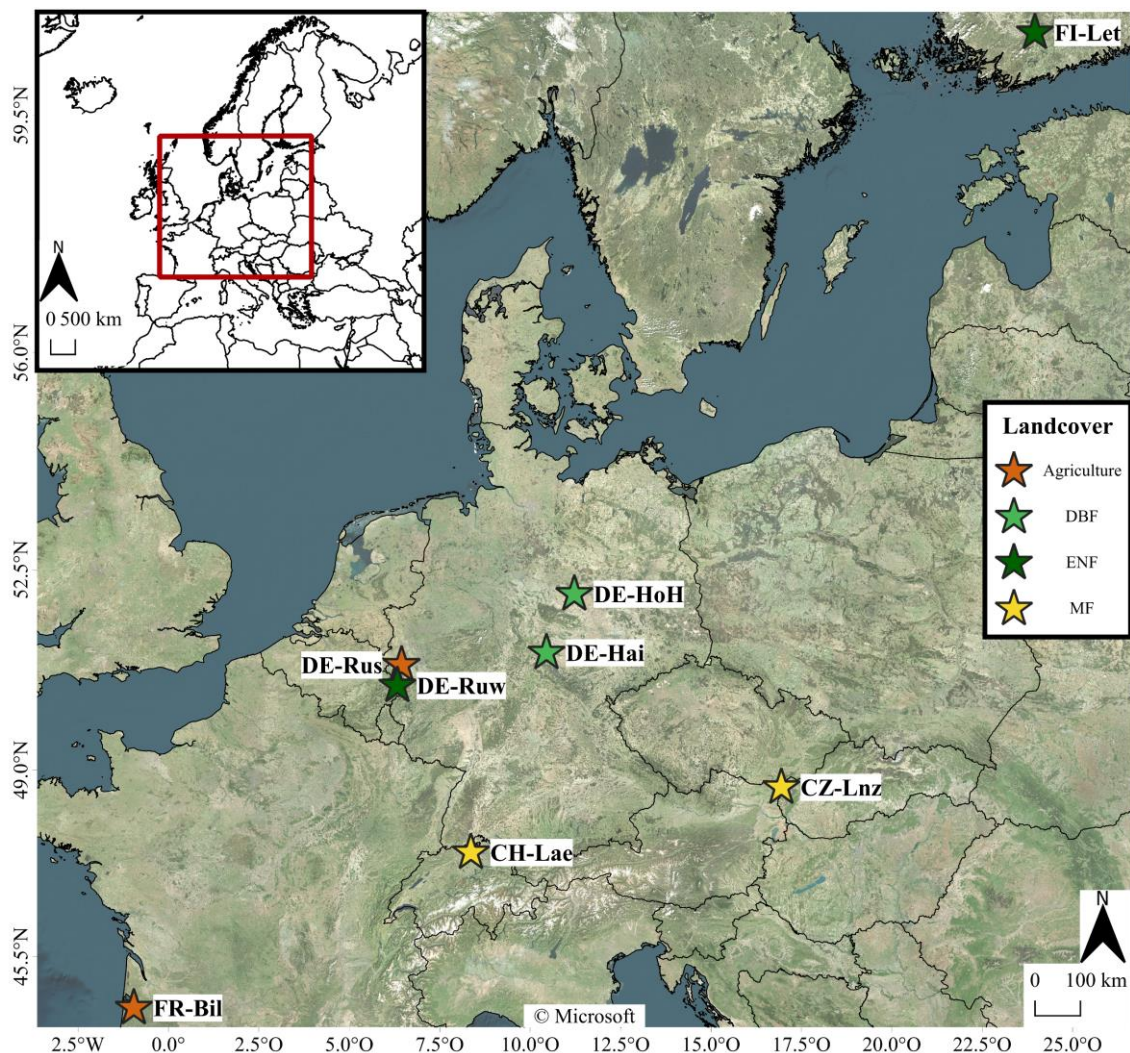 N
0 500 km
FI-Let
59.5°N
56.0°N
52.5°N
49.0°N
45.5°N
Landcover
Agriculture
DBF
ENF
MF
DE-HoH
DE-Hai
DE-Rus
DE-Ruw
CZ-Lnz
CH-Lae
FR-Bil
N
0 100 km
© Microsoft
2.5°W 0.0° 2.5°E 5.0°E 7.5°E 10.0°E 12.5°E 15.0°E 17.5°E 20.0°E 22.5°E 25.0°E